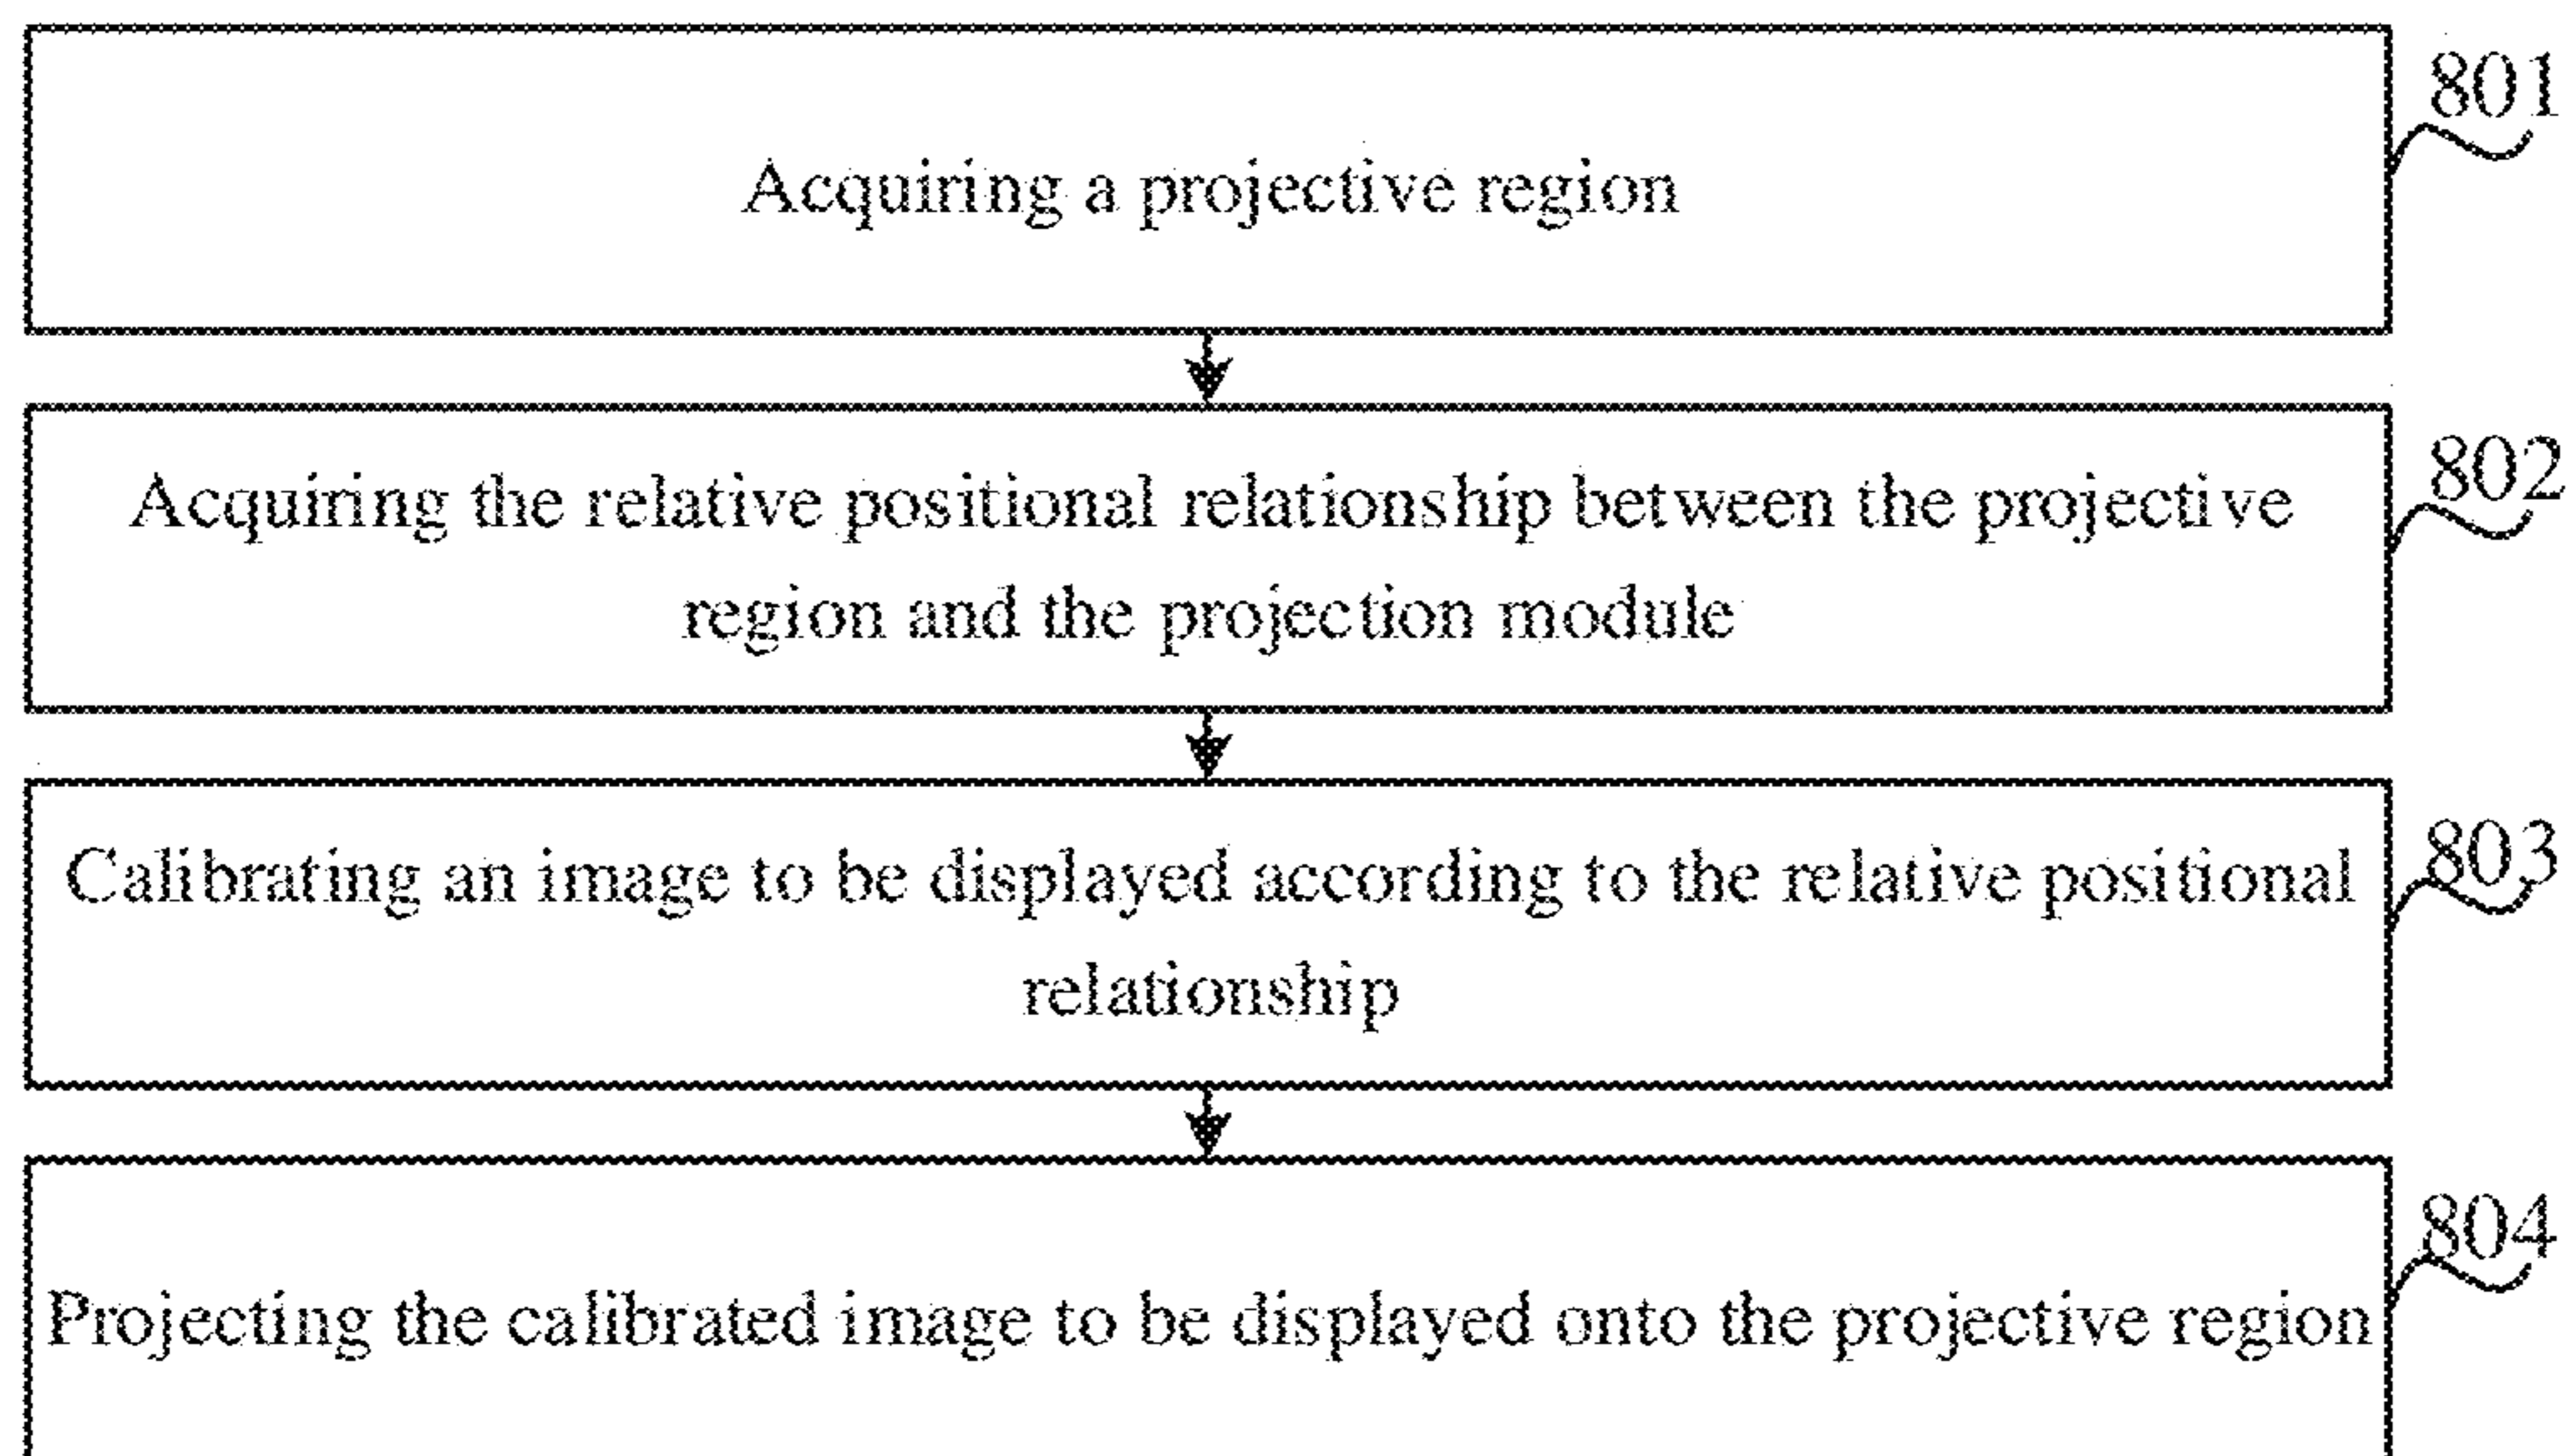 801
Acquiring a projective region
802
Acquiring the relative positional relationship between the projective
region and the projection module
803
Calibrating an image to be displayed according to the relative positional
relationship
804
Projecting the calibrated image to be displayed onto the projective region